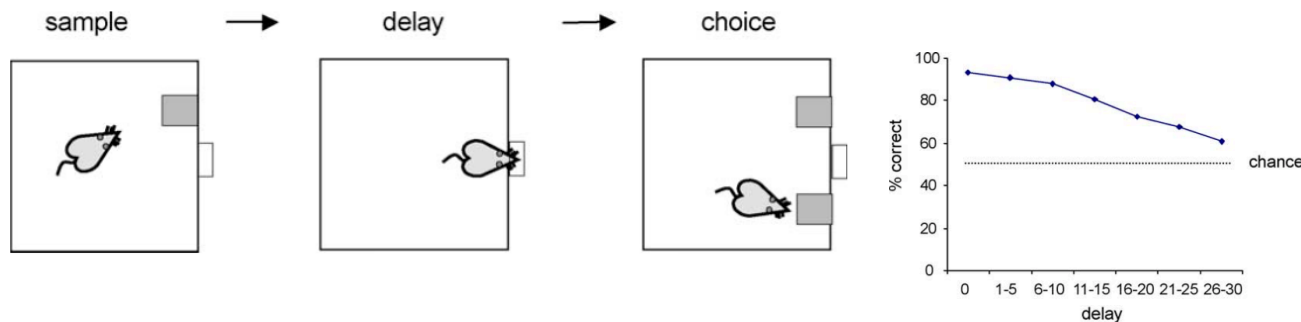 sample
delay
choice
% correct
100
80
60
40
20
0
chance
0 1-5 6-10 11-15 16-20 21-25 26-30
delay